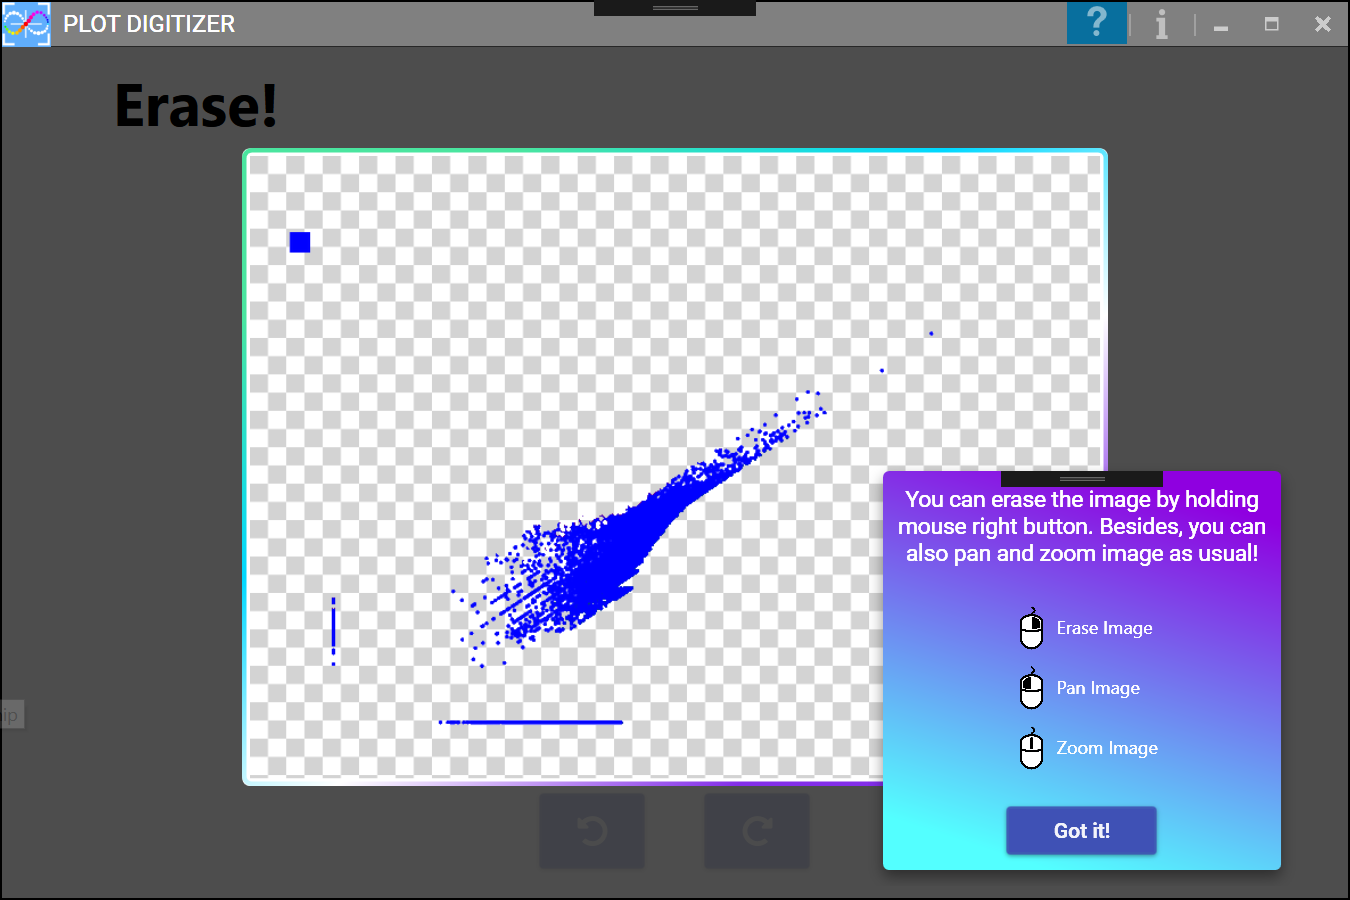 PLOT DIGITIZER
Erase!
You can erase the image by holding
mouse right button. Besides, you can
also pan and zoom image as usual!
Erase Image
Pan Image
Zoom Image
Got it!